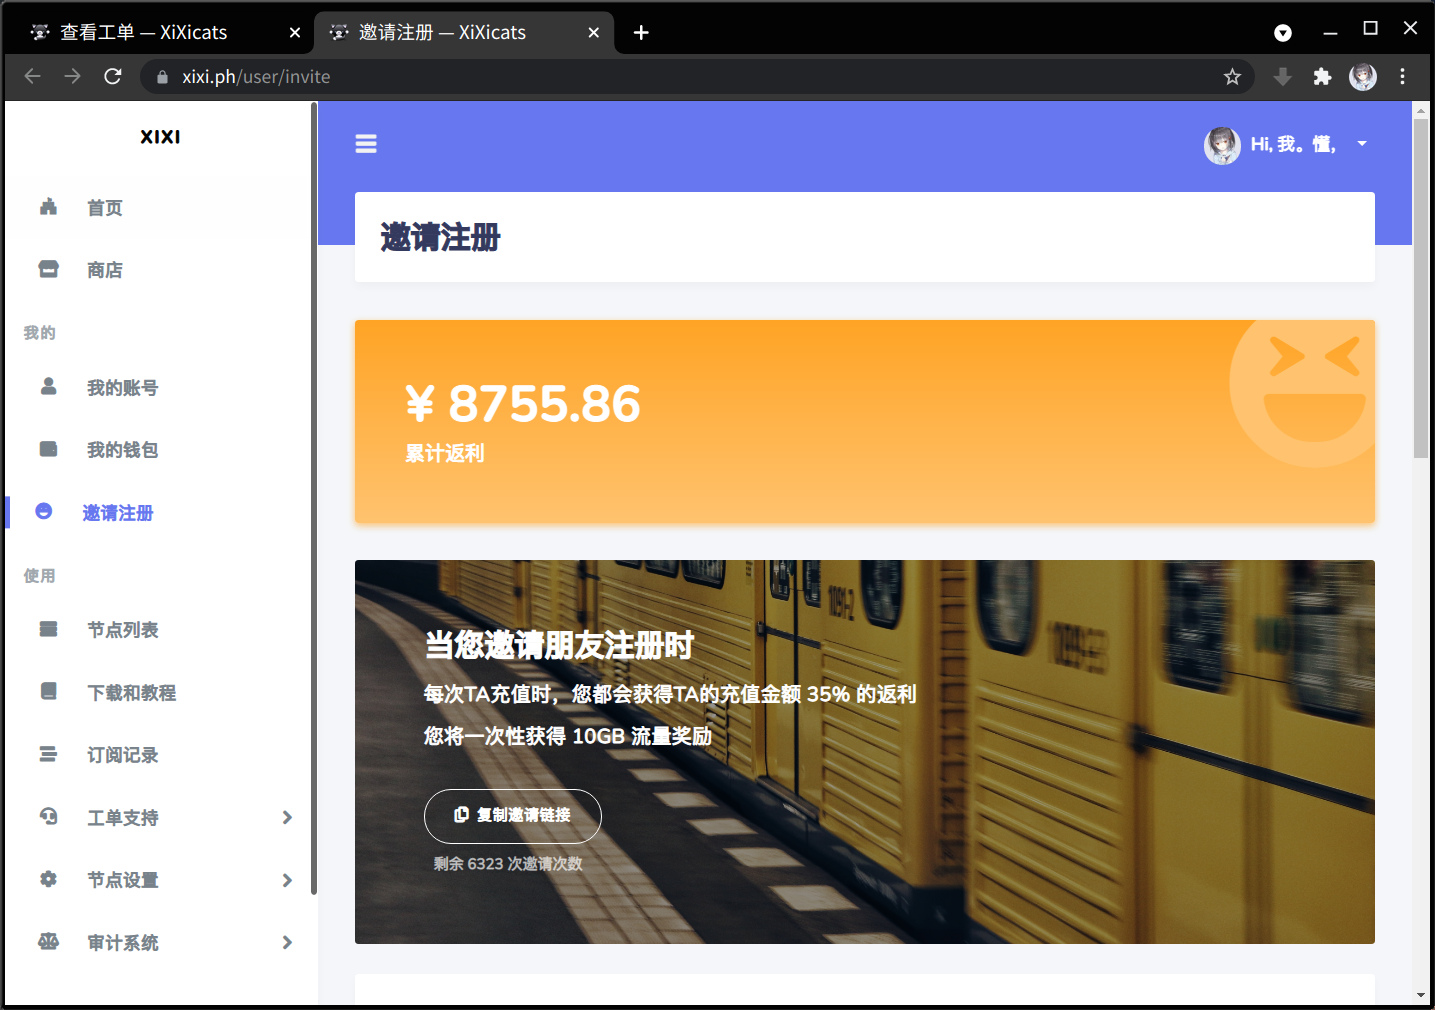 查看工单 — XiXicats
邀请注册 — XiXicats
xixi.ph/user/invite
XIXI
Hi, 我。懂,
首页
商店
我的
我的账号
我的钱包
邀请注册
使用
节点列表
下载和教程
订阅记录
工单支持
节点设置
审计系统
邀请注册
¥ 8755.86
累计返利
1091-2
当您邀请朋友注册时
每次TA充值时，您都会获得TA的充值金额 35% 的返利
您将一次性获得 10GB 流量奖励
复制邀请链接
剩余 6323 次邀请次数